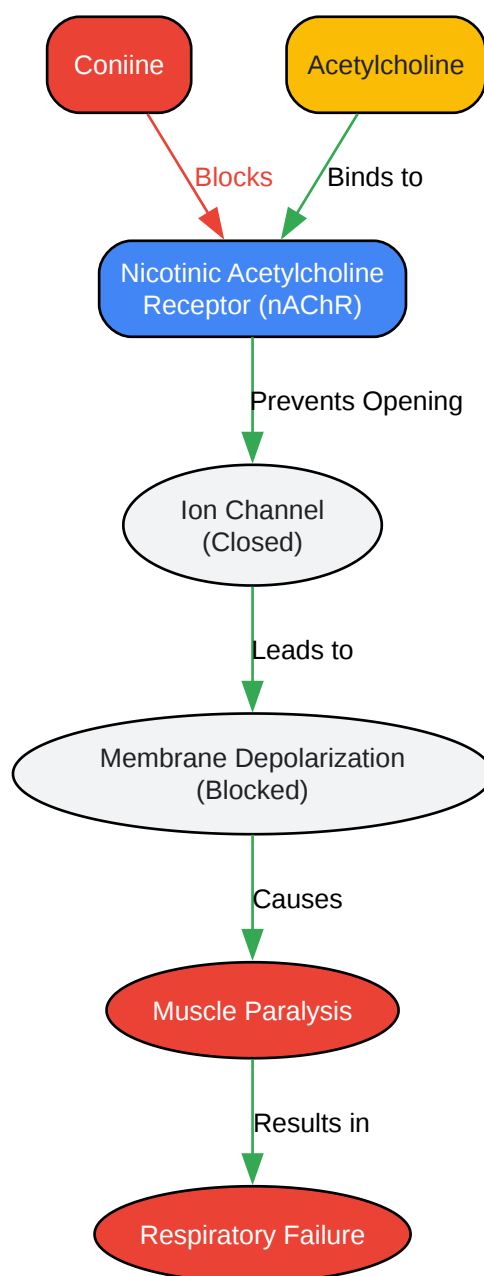 Coniine
Acetylcholine
Blocks
Binds to
Nicotinic Acetylcholine
Receptor (nAChR)
Prevents Opening
Ion Channel
(Closed)
Leads to
Membrane Depolarization
(Blocked)
Causes
Muscle Paralysis
Results in
Respiratory Failure